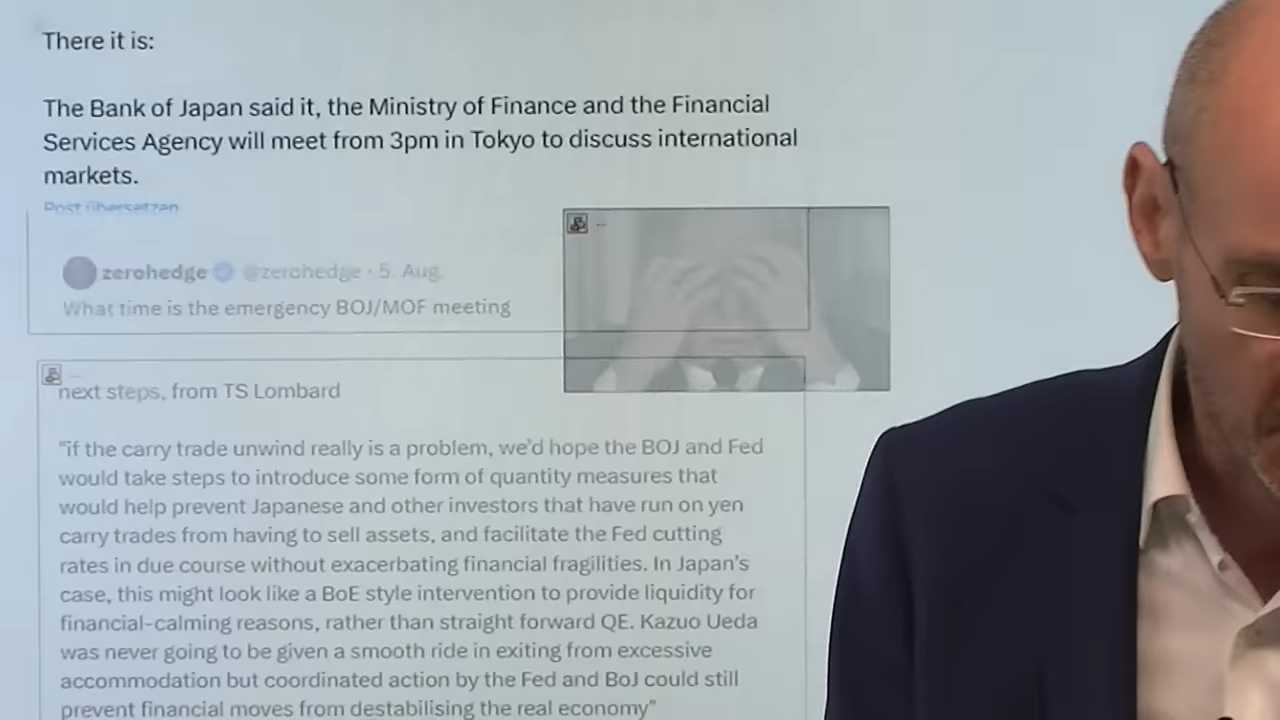 There it is:
The Bank of Japan said it, the Ministry of Finance and the Financial
Services Agency will meet from 3pm in Tokyo to discuss international
markets.
Post übersetzen
zerohedge @zerohedge · 5. Aug.
What time is the emergency BOJ/MOF meeting
next steps, from TS Lombard
"if the carry trade unwind really is a problem, we'd hope the BOJ and Fed
would take steps to introduce some form of quantity measures that
would help prevent Japanese and other investors that have run on yen
carry trades from having to sell assets, and facilitate the Fed cutting
rates in due course without exacerbating financial fragilities. In Japan's
case, this might look like a BoE style intervention to provide liquidity for
financial-calming reasons, rather than straight forward QE. Kazuo Ueda
was never going to be given a smooth ride in exiting from excessive
accommodation but coordinated action by the Fed and BoJ could still
prevent financial moves from destabilising the real economy"